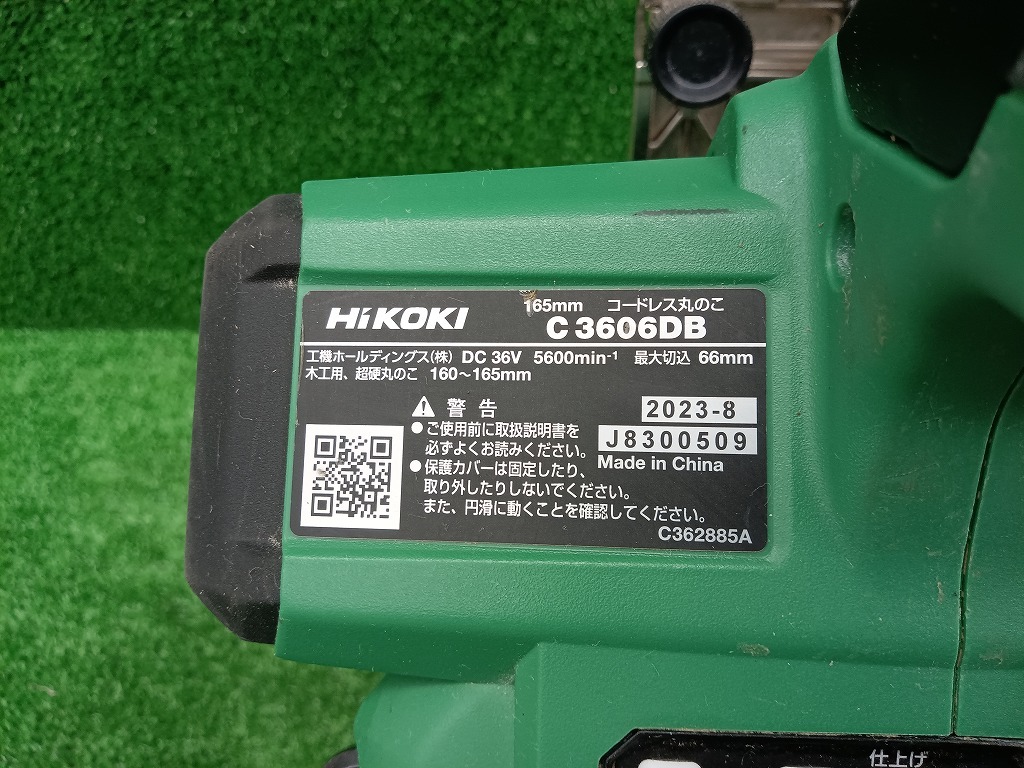 165mm コードレス丸のこ
HiKOKI C 3606DB
工機ホールディングス(株) DC 36V 5600min-1 最大切込 66mm
木工用、超硬丸のこ 160～165mm
警告
2023-8
●ご使用前に取扱説明書を
必ずよくお読みください。
J8300509
Made in China
●保護カバーは固定したり、
取り外したりしないでください。
また、円滑に動くことを確認してください。
C362885A
仕上げ